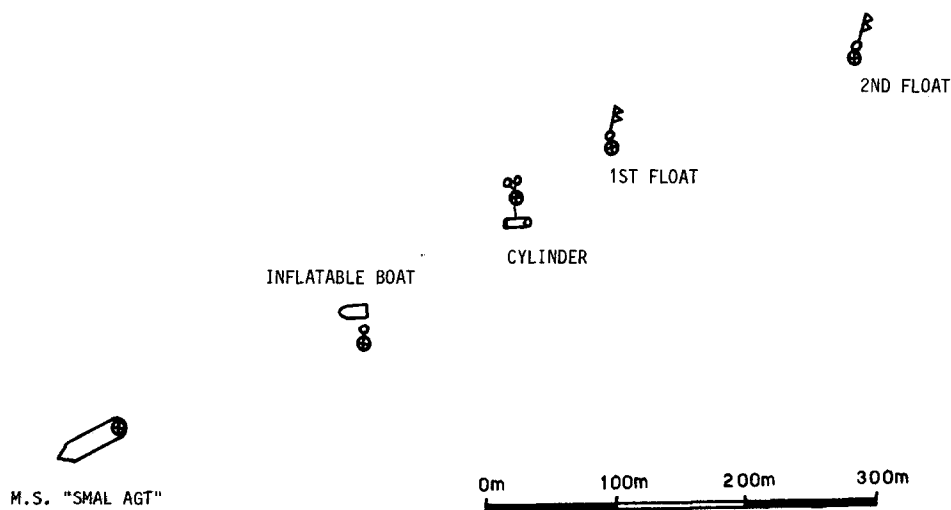 2ND FLOAT
1ST FLOAT
CYLINDER
INFLATABLE BOAT
M.S. "SMAL AGT"
0m 100m 200m 300m